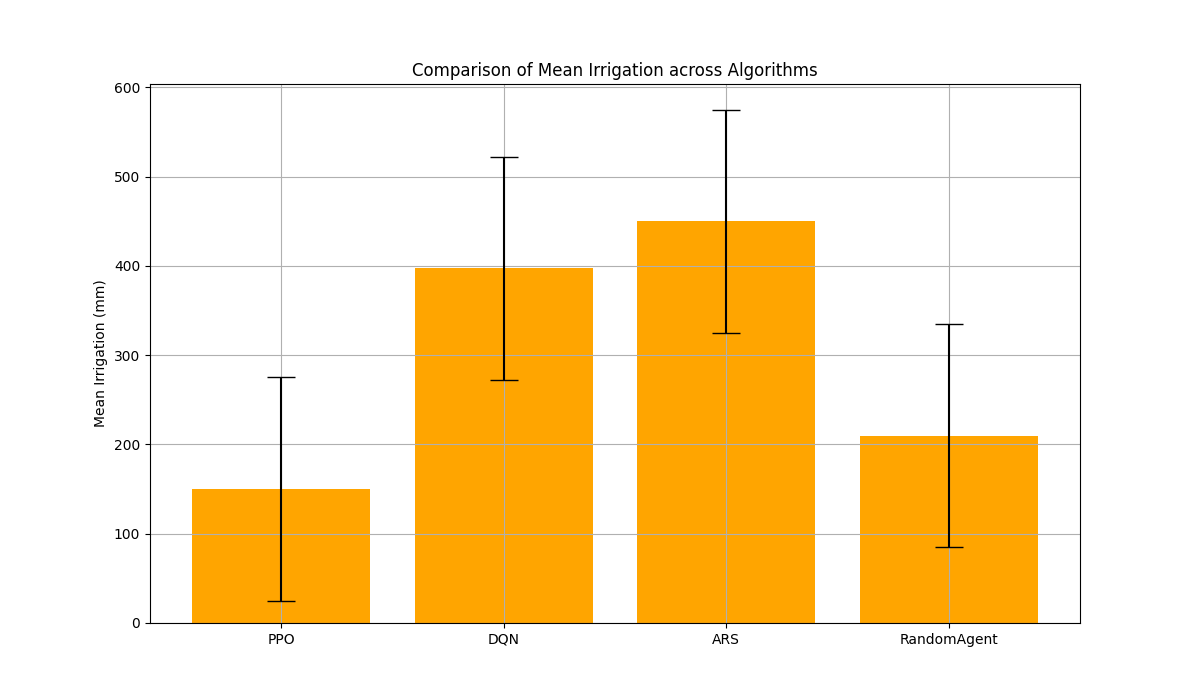 Comparison of Mean Irrigation across Algorithms
Mean Irrigation (mm)
600
500
400
300
200
100
0
PPO DQN ARS RandomAgent